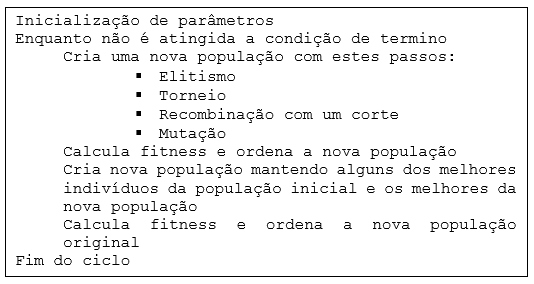 Inicialização de parâmetros
Enquanto não é atingida a condição de termino
Cria uma nova população com estes passos:
▪ Elitismo
▪ Torneio
▪ Recombinação com um corte
▪ Mutação
Calcula fitness e ordena a nova população
Cria nova população mantendo alguns dos melhores
indivíduos da população inicial e os melhores da
nova população
Calcula fitness e ordena a nova população
original
Fim do ciclo